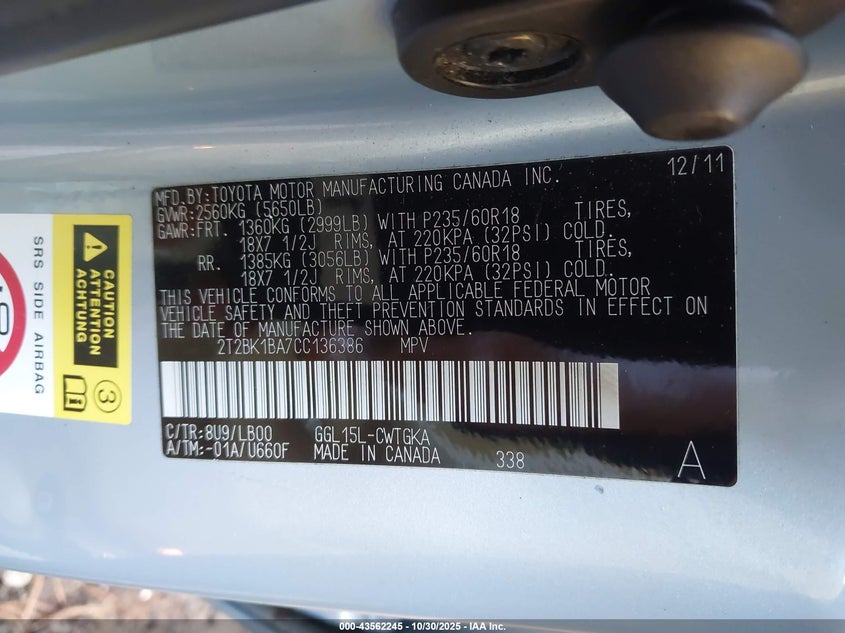 MFD. BY: TOYOTA MOTOR MANUFACTURING CANADA INC. 12/11
GVWR: 2560KG (5650LB)
GAWR: FRT. 1360KG (2999LB) WITH P235/60R18 TIRES,
18X7 1/2J RIMS, AT 220KPA (32PSI) COLD.
RR. 1385KG (3056LB) WITH P235/60R18 TIRES,
18X7 1/2J RIMS, AT 220KPA (32PSI) COLD.
THIS VEHICLE CONFORMS TO ALL APPLICABLE FEDERAL MOTOR
VEHICLE SAFETY AND THEFT PREVENTION STANDARDS IN EFFECT ON
THE DATE OF MANUFACTURE SHOWN ABOVE.
2T2BK1BA7CC136386 MPV
C/TR: 8U9/LB00 GGL15L-CWTGKA
A/TM: -01A/U660F MADE IN CANADA 338 A
CAUTION
ATTENTION
ACHTUNG
3
SRS SIDE AIRBAG
000-43562245 - 10/30/2025 - IAA Inc.